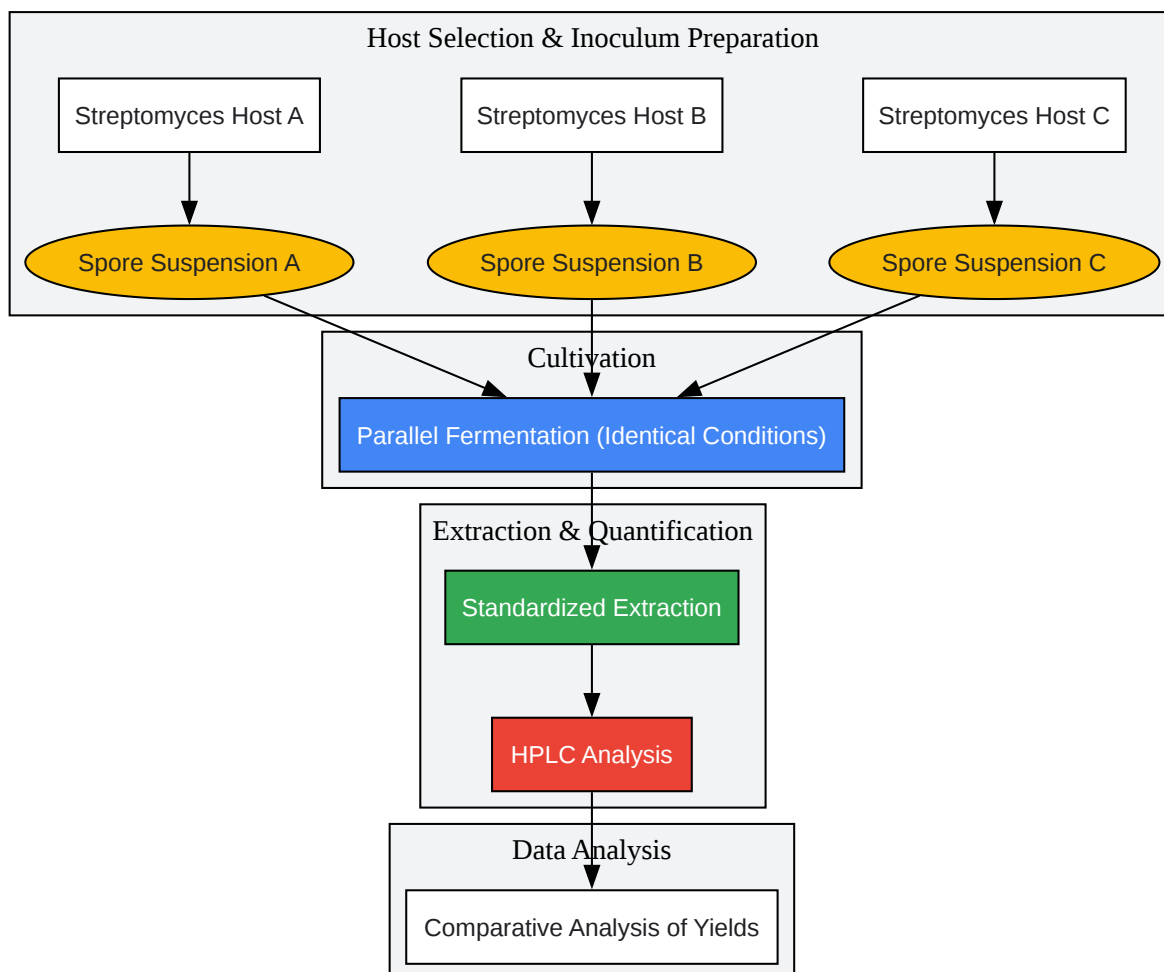 Host Selection & Inoculum Preparation
Streptomyces Host A
Streptomyces Host B
Streptomyces Host C
Spore Suspension A
Spore Suspension B
Spore Suspension C
Cultivation
Parallel Fermentation (Identical Conditions)
Extraction & Quantification
Standardized Extraction
HPLC Analysis
Data Analysis
Comparative Analysis of Yields